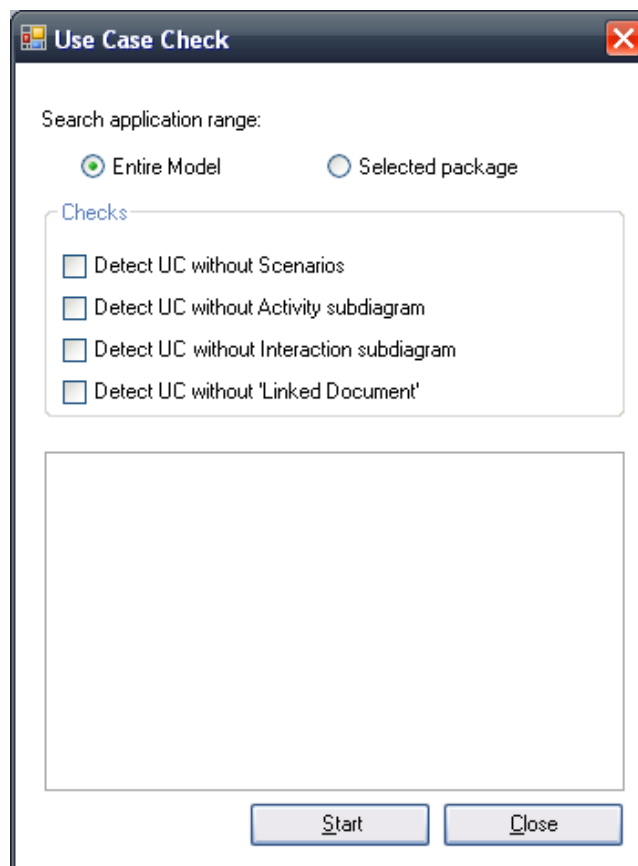 Use Case Check
Search application range:
Entire Model Selected package
Checks
Detect UC without Scenarios
Detect UC without Activity subdiagram
Detect UC without Interaction subdiagram
Detect UC without 'Linked Document'
Start Close